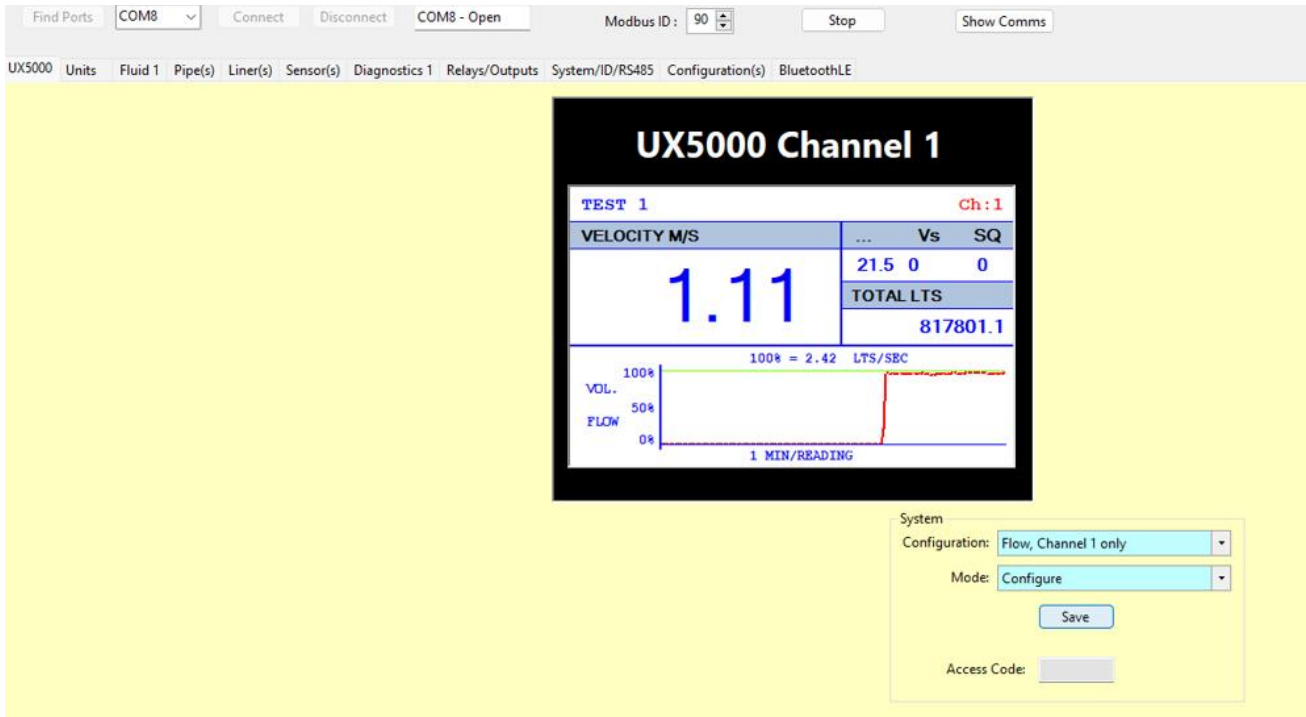 Find Ports COM8 Connect Disconnect COM8 - Open Modbus ID : 90 Stop Show Comms
UX5000 Units Fluid 1 Pipe(s) Liner(s) Sensor(s) Diagnostics 1 Relays/Outputs System/ID/RS485 Configuration(s) BluetoothLE
UX5000 Channel 1
TEST 1 Ch:1
VELOCITY M/S ... Vs SQ
1.11 21.5 0 0
TOTAL LTS
817801.1
100% = 2.42 LTS/SEC
100%
VOL.
50%
FLOW
0%
1 MIN/READING
System
Configuration: Flow, Channel 1 only
Mode: Configure
Save
Access Code: